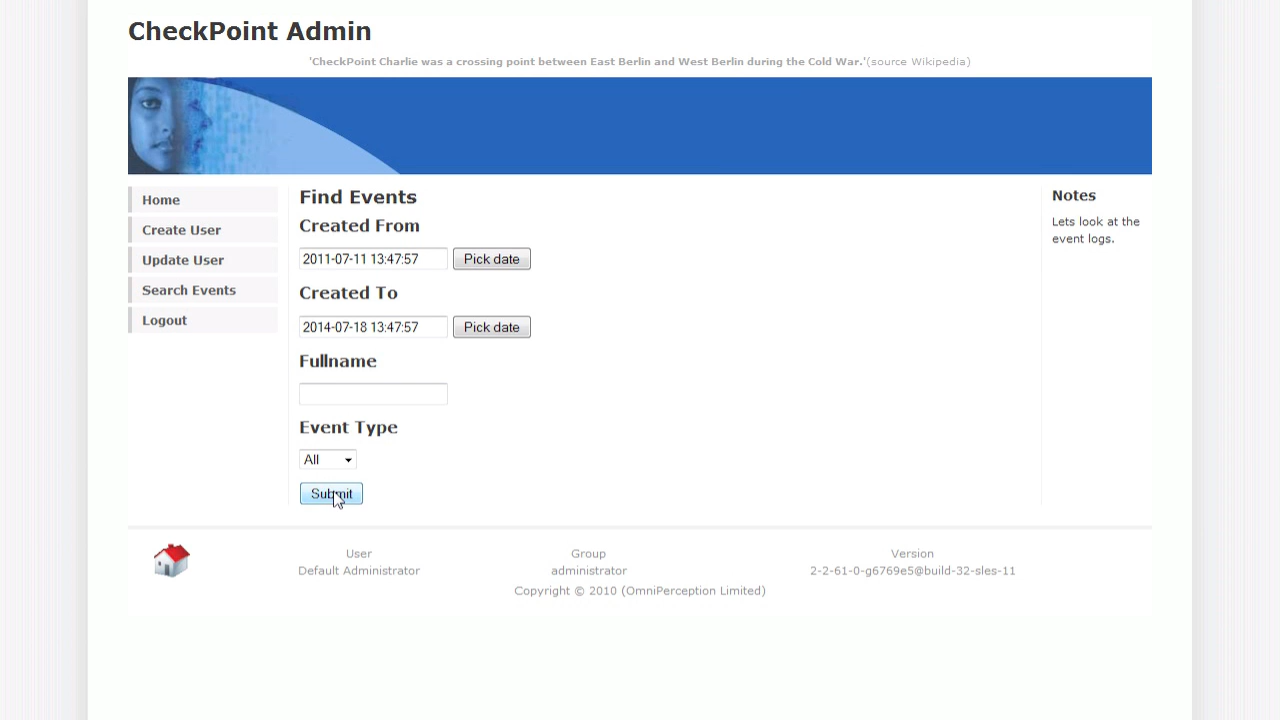 CheckPoint Admin
'CheckPoint Charlie was a crossing point between East Berlin and West Berlin during the Cold War.'(source Wikipedia)
Home
Create User
Update User
Search Events
Logout
Find Events
Created From
2011-07-11 13:47:57 Pick date
Created To
2014-07-18 13:47:57 Pick date
Fullname
Event Type
All
Submit
Notes
Lets look at the
event logs.
User
Default Administrator
Group
administrator
Version
2-2-61-0-g6769e5@build-32-sles-11
Copyright © 2010 (OmniPerception Limited)